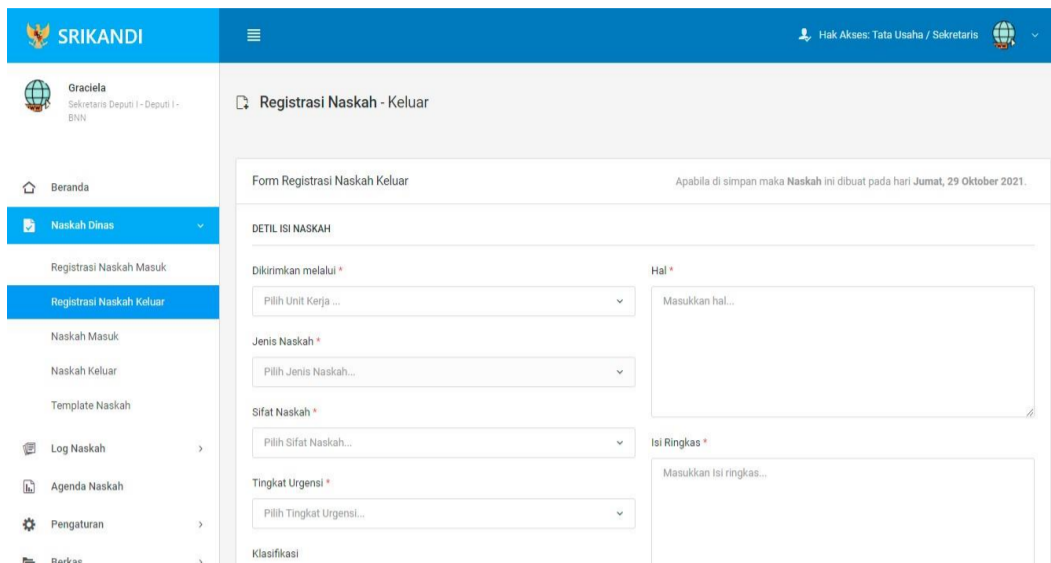 SRIKANDI
Hak Akses: Tata Usaha / Sekretaris
Graciela
Sekretaris Deputi I - Deputi I -
BNN
Registrasi Naskah - Keluar
Beranda
Naskah Dinas
Registrasi Naskah Masuk
Registrasi Naskah Keluar
Naskah Masuk
Naskah Keluar
Template Naskah
Log Naskah
Agenda Naskah
Pengaturan
Berkas
Form Registrasi Naskah Keluar
Apabila di simpan maka Naskah ini dibuat pada hari Jumat, 29 Oktober 2021.
DETIL ISI NASKAH
Dikirimkan melalui *
Pilih Unit Kerja ...
Jenis Naskah *
Pilih Jenis Naskah...
Sifat Naskah *
Pilih Sifat Naskah...
Tingkat Urgensi *
Pilih Tingkat Urgensi...
Klasifikasi
Hal *
Masukkan hal...
Isi Ringkas *
Masukkan Isi ringkas...